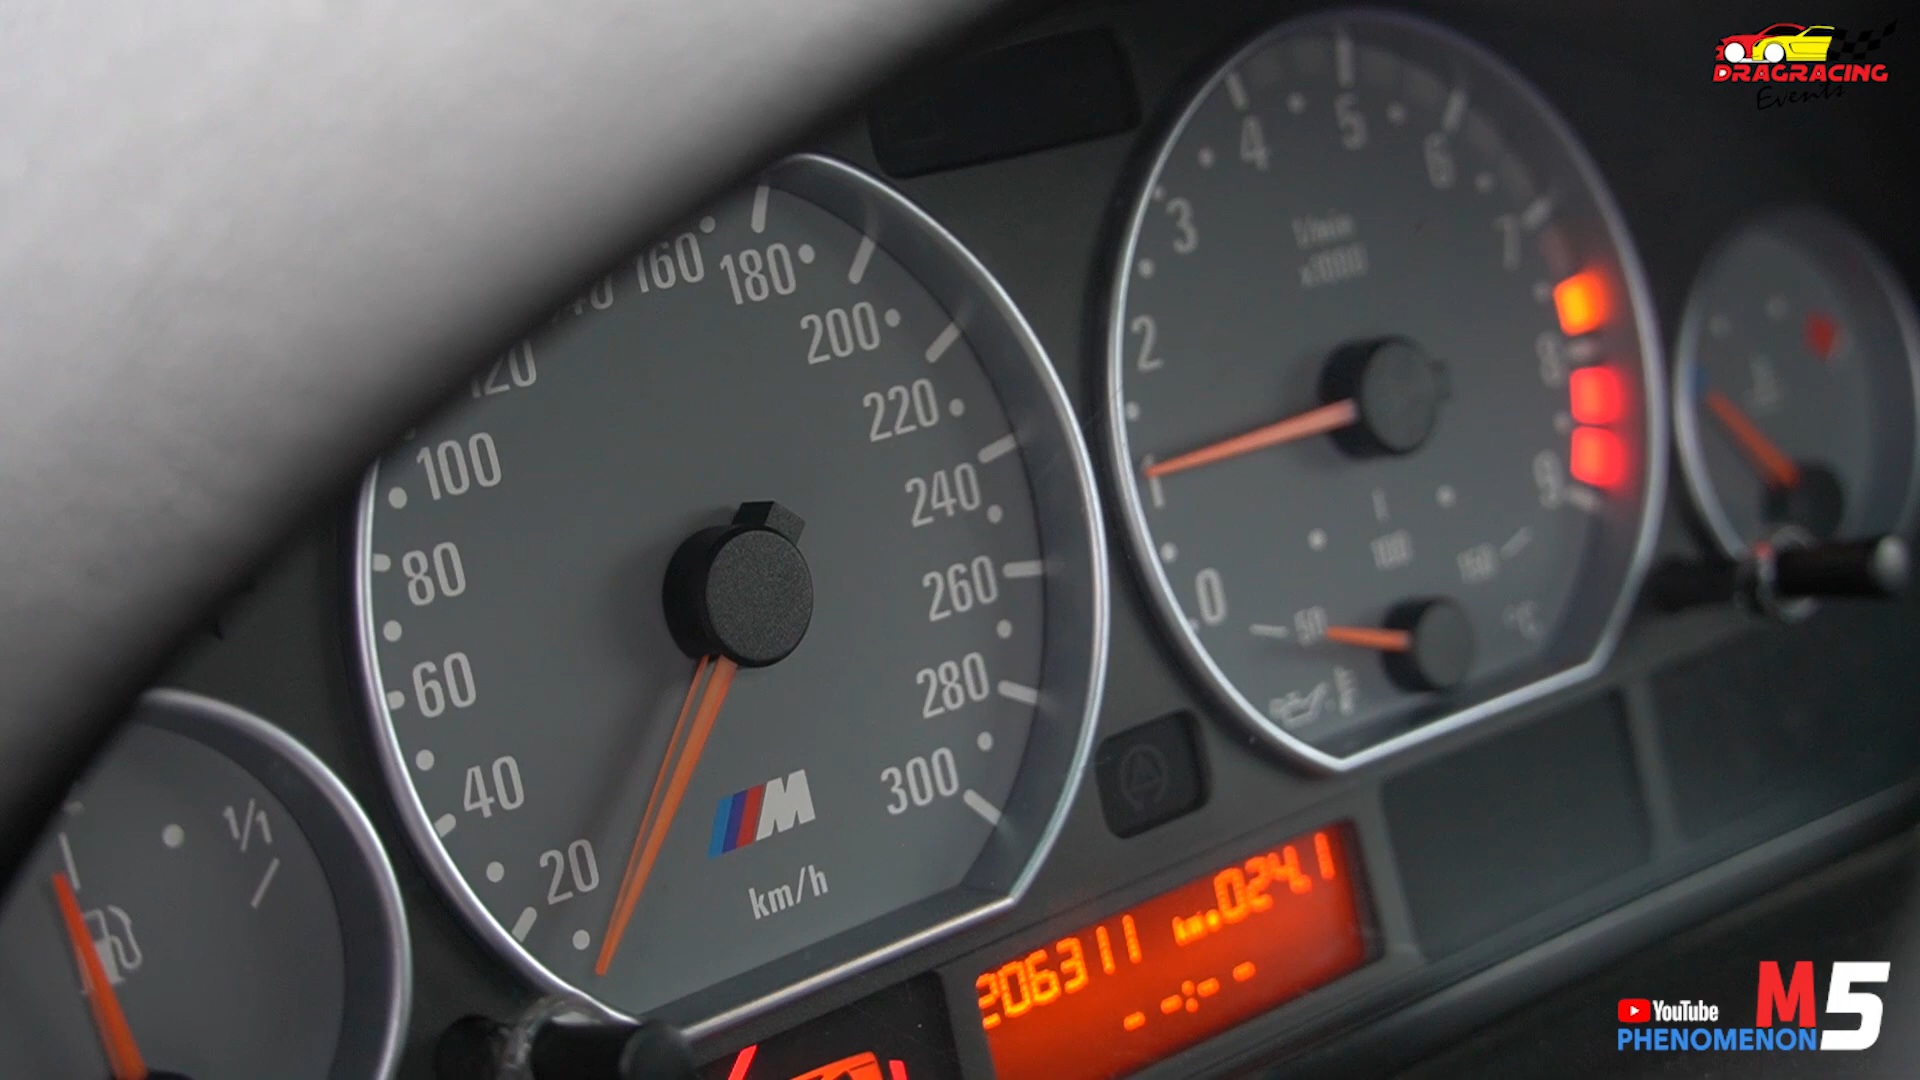 DRAGRACING
Events
120
160
180
200
220
240
260
280
300
100
80
60
40
20
M
km/h
1/1
0
1
2
3
4
5
6
7
8
9
1/min
x1000
50
100
150
°C
206311 km 024.1
--:--
YouTube
PHENOMENON
M5